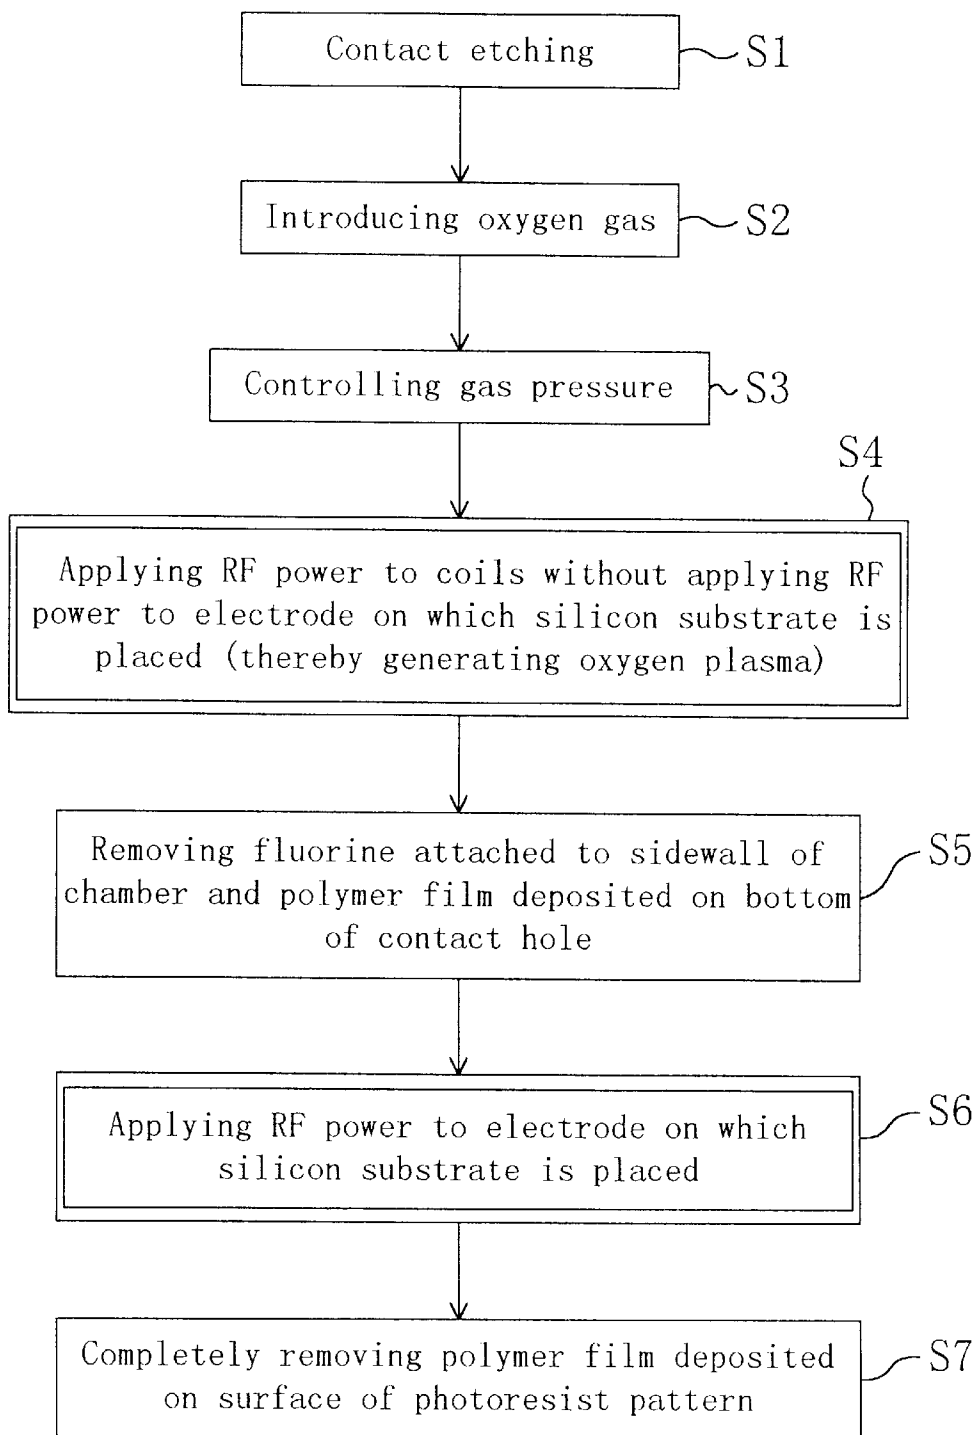 Contact etching
S1
Introducing oxygen gas
S2
Controlling gas pressure
S3
S4
Applying RF power to coils without applying RF
power to electrode on which silicon substrate is
placed (thereby generating oxygen plasma)
Removing fluorine attached to sidewall of
chamber and polymer film deposited on bottom
of contact hole
S5
Applying RF power to electrode on which
silicon substrate is placed
S6
Completely removing polymer film deposited
on surface of photoresist pattern
S7